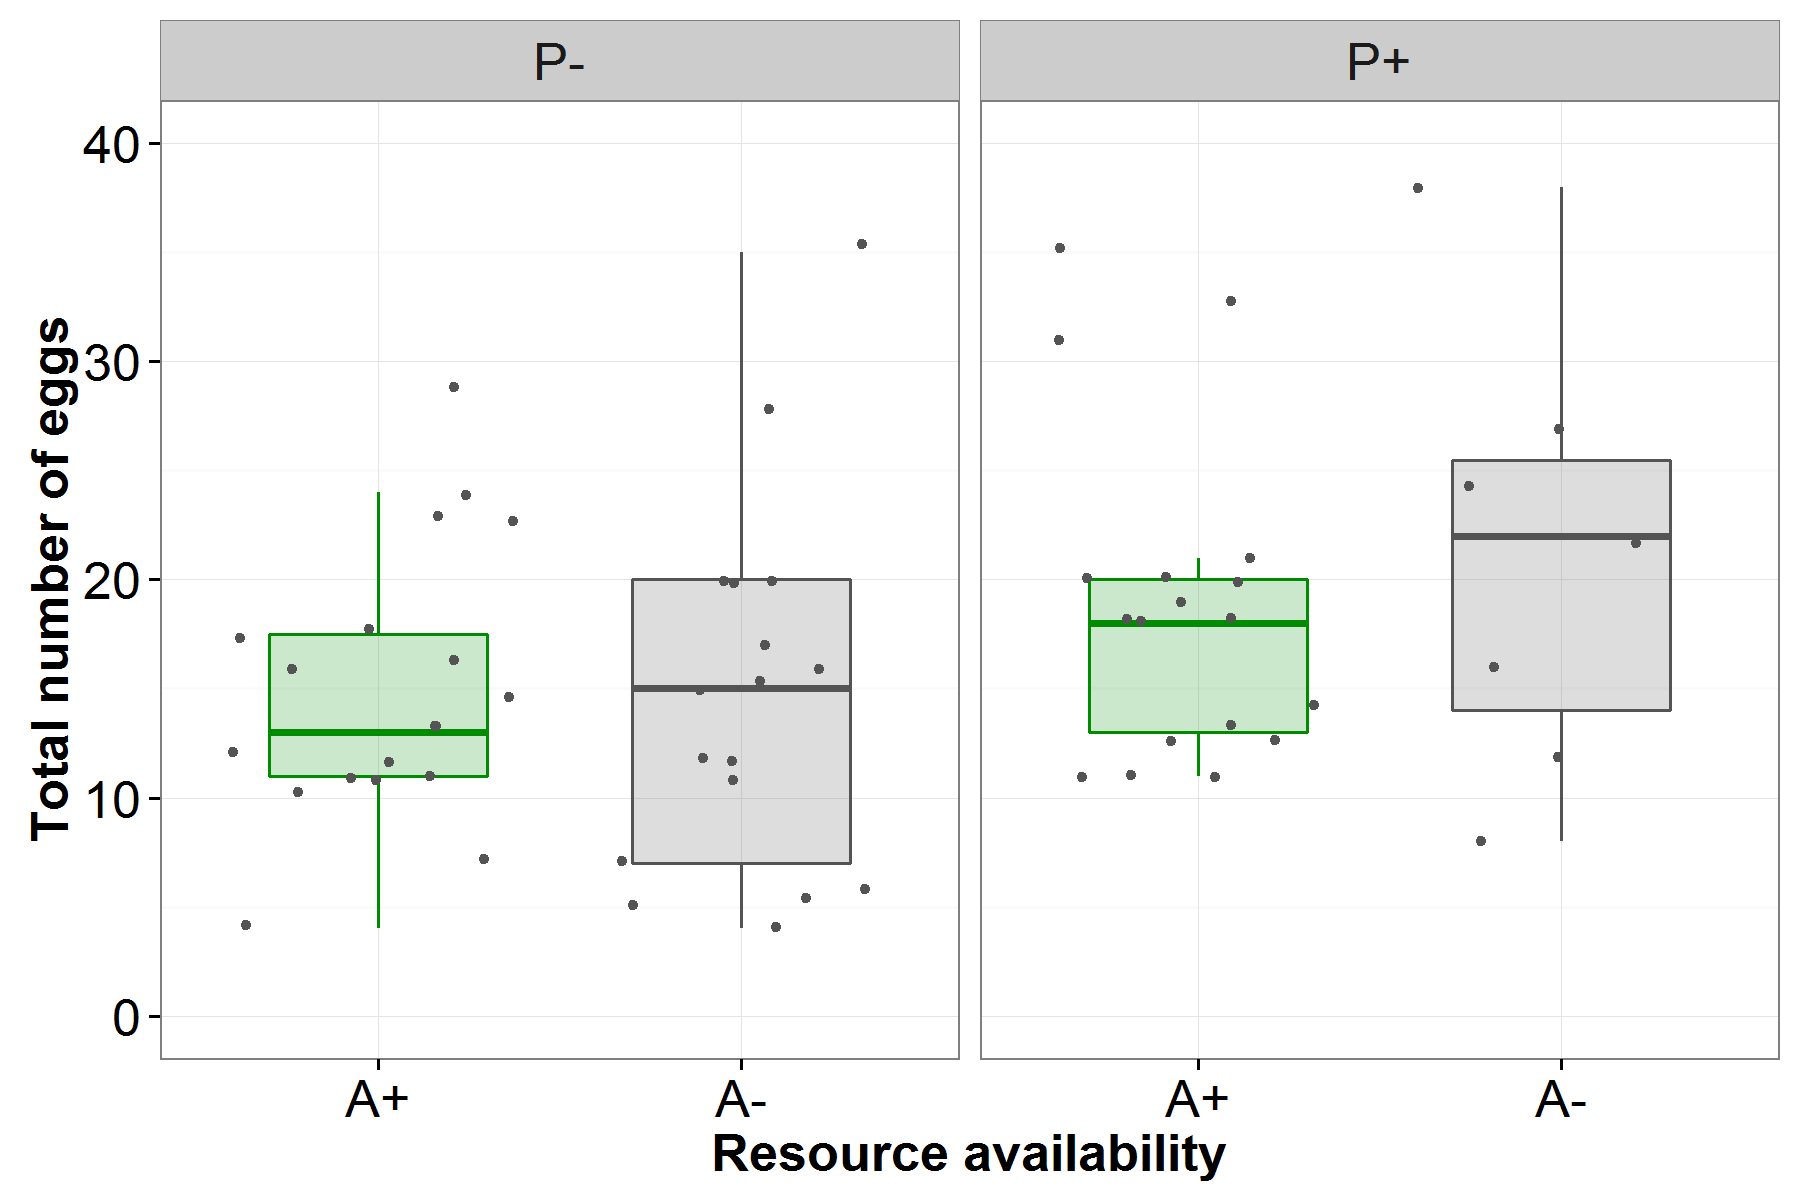 P-
P+
Total number of eggs
40
30
20
10
0
A+
A-
A+
A-
Resource availability